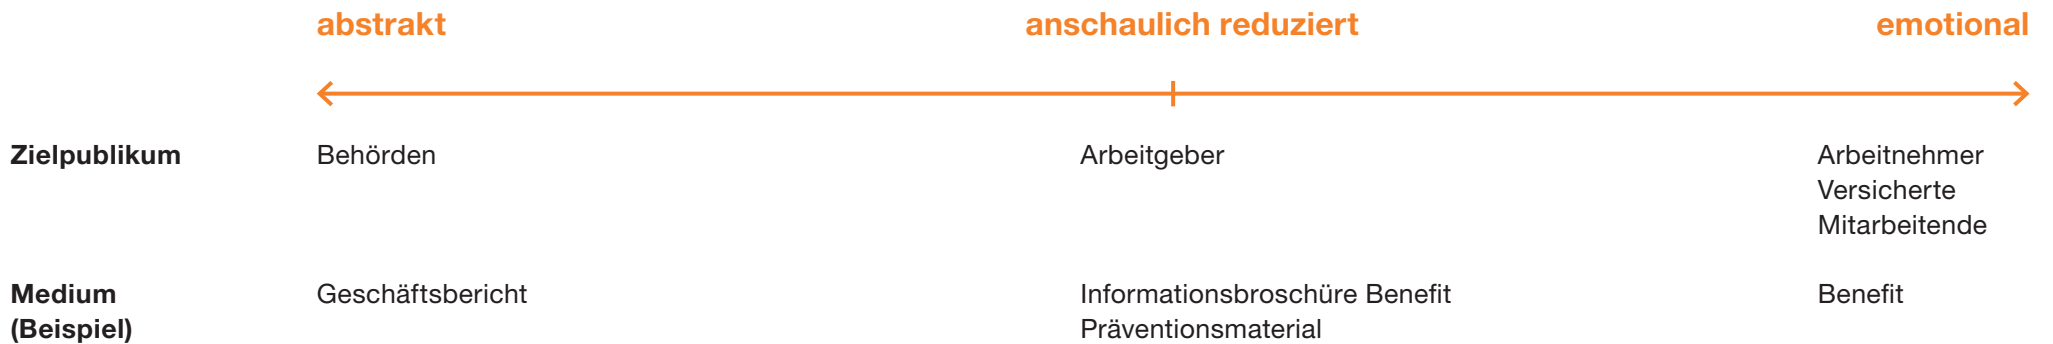 abstrakt anschaulich reduziert emotional
Zielpublikum Behörden Arbeitgeber Arbeitnehmer
Versicherte
Mitarbeitende
Medium Geschäftsbericht Informationsbroschüre Benefit Benefit
(Beispiel) Präventionsmaterial